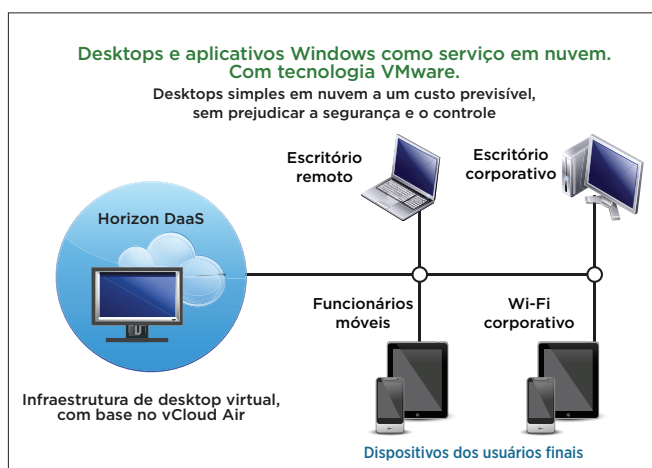 Desktops e aplicativos Windows como serviço em nuvem.
Com tecnologia VMware.
Desktops simples em nuvem a um custo previsível,
sem prejudicar a segurança e o controle
Escritório
remoto
Escritório
corporativo
Horizon DaaS
Funcionários
móveis
Wi-Fi
corporativo
Infraestrutura de desktop virtual,
com base no vCloud Air
Dispositivos dos usuários finais